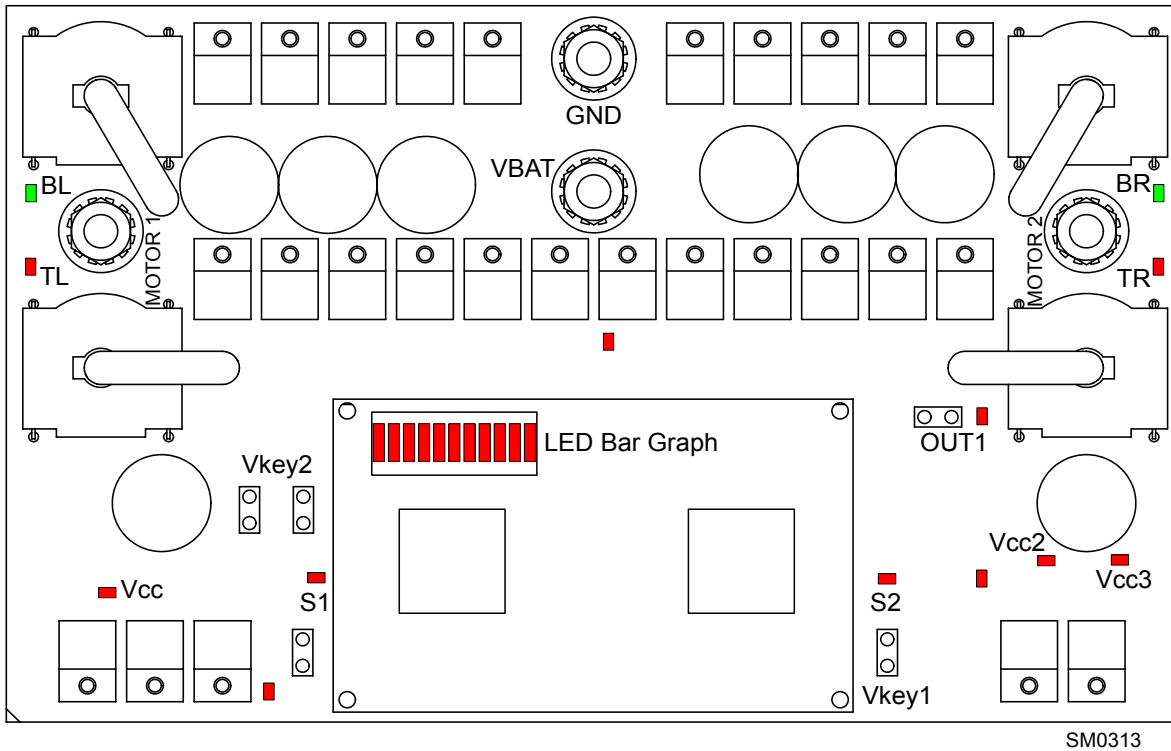 GND
VBAT
BL
BR
MOTOR 1
MOTOR 2
TL
TR
LED Bar Graph
OUT1
Vkey2
Vcc2
Vcc3
Vcc
S1
S2
Vkey1
SM0313